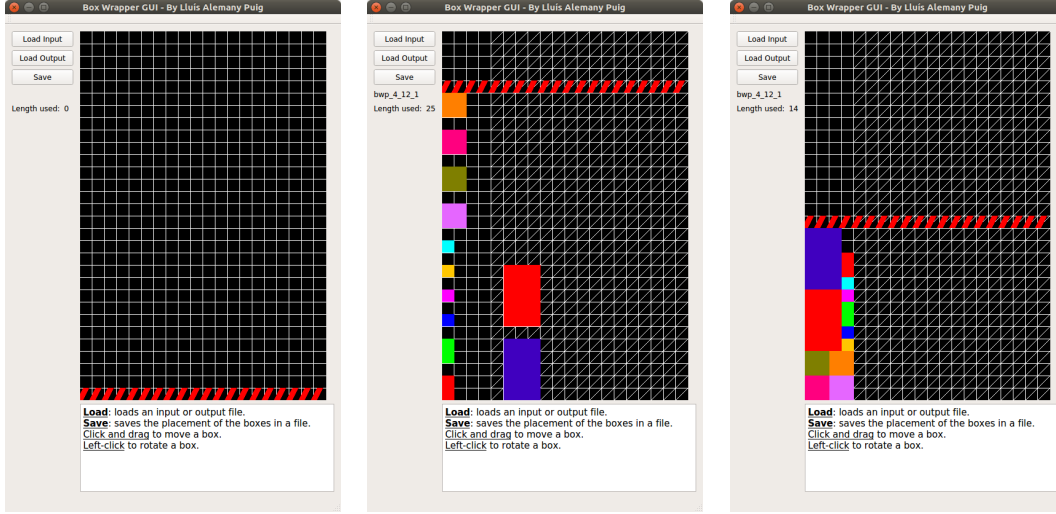 Box Wrapper GUI - By Lluís Alemany Puig
Load Input
Load Output
Save
Length used: 0
Load: loads an input or output file.
Save: saves the placement of the boxes in a file.
Click and drag to move a box.
Left-click to rotate a box.
Box Wrapper GUI - By Lluís Alemany Puig
Load Input
Load Output
Save
bwp_4_12_1
Length used: 25
Load: loads an input or output file.
Save: saves the placement of the boxes in a file.
Click and drag to move a box.
Left-click to rotate a box.
Box Wrapper GUI - By Lluís Alemany Puig
Load Input
Load Output
Save
bwp_4_12_1
Length used: 14
Load: loads an input or output file.
Save: saves the placement of the boxes in a file.
Click and drag to move a box.
Left-click to rotate a box.